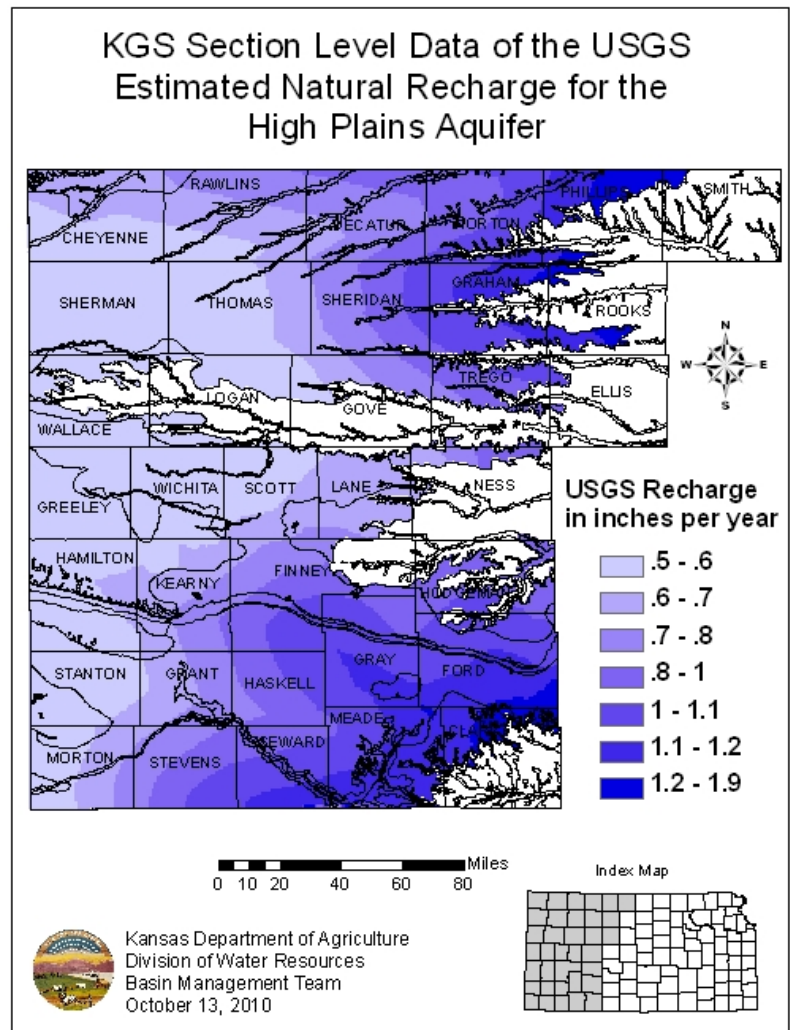 KGS Section Level Data of the USGS
Estimated Natural Recharge for the
High Plains Aquifer
RAWLINS
PHILLIPS
SMITH
CHEYENNE
DECATUR
NORTON
SHERMAN
THOMAS
SHERIDAN
GRAHAM
ROOKS
N
W
E
S
LOGAN
GOVE
TREGO
ELLIS
WALLACE
GREELEY
WICHITA
SCOTT
LANE
NESS
USGS Recharge
in inches per year
.5 - .6
.6 - .7
.7 - .8
.8 - 1
1 - 1.1
1.1 - 1.2
1.2 - 1.9
HAMILTON
KEARNY
FINNEY
HODGEMAN
STANTON
GRANT
HASKELL
GRAY
FORD
MORTON
STEVENS
SEWARD
MEADE
Miles
0 10 20 40 60 80
Index Map
Kansas Department of Agriculture
Division of Water Resources
Basin Management Team
October 13, 2010